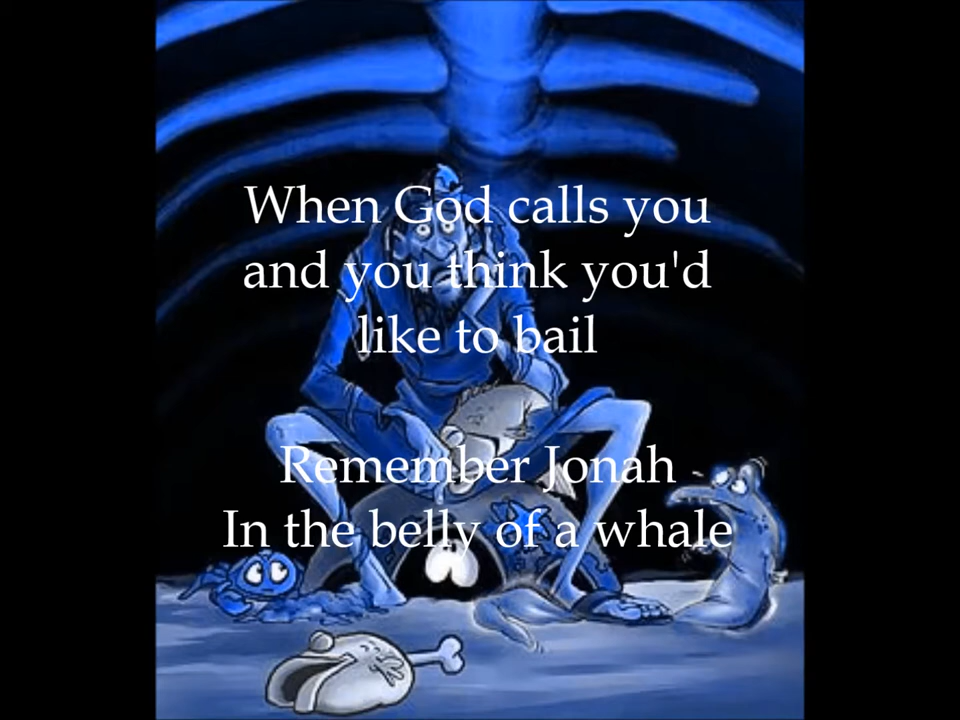 When God calls you
and you think you'd
like to bail
Remember Jonah
In the belly of a whale